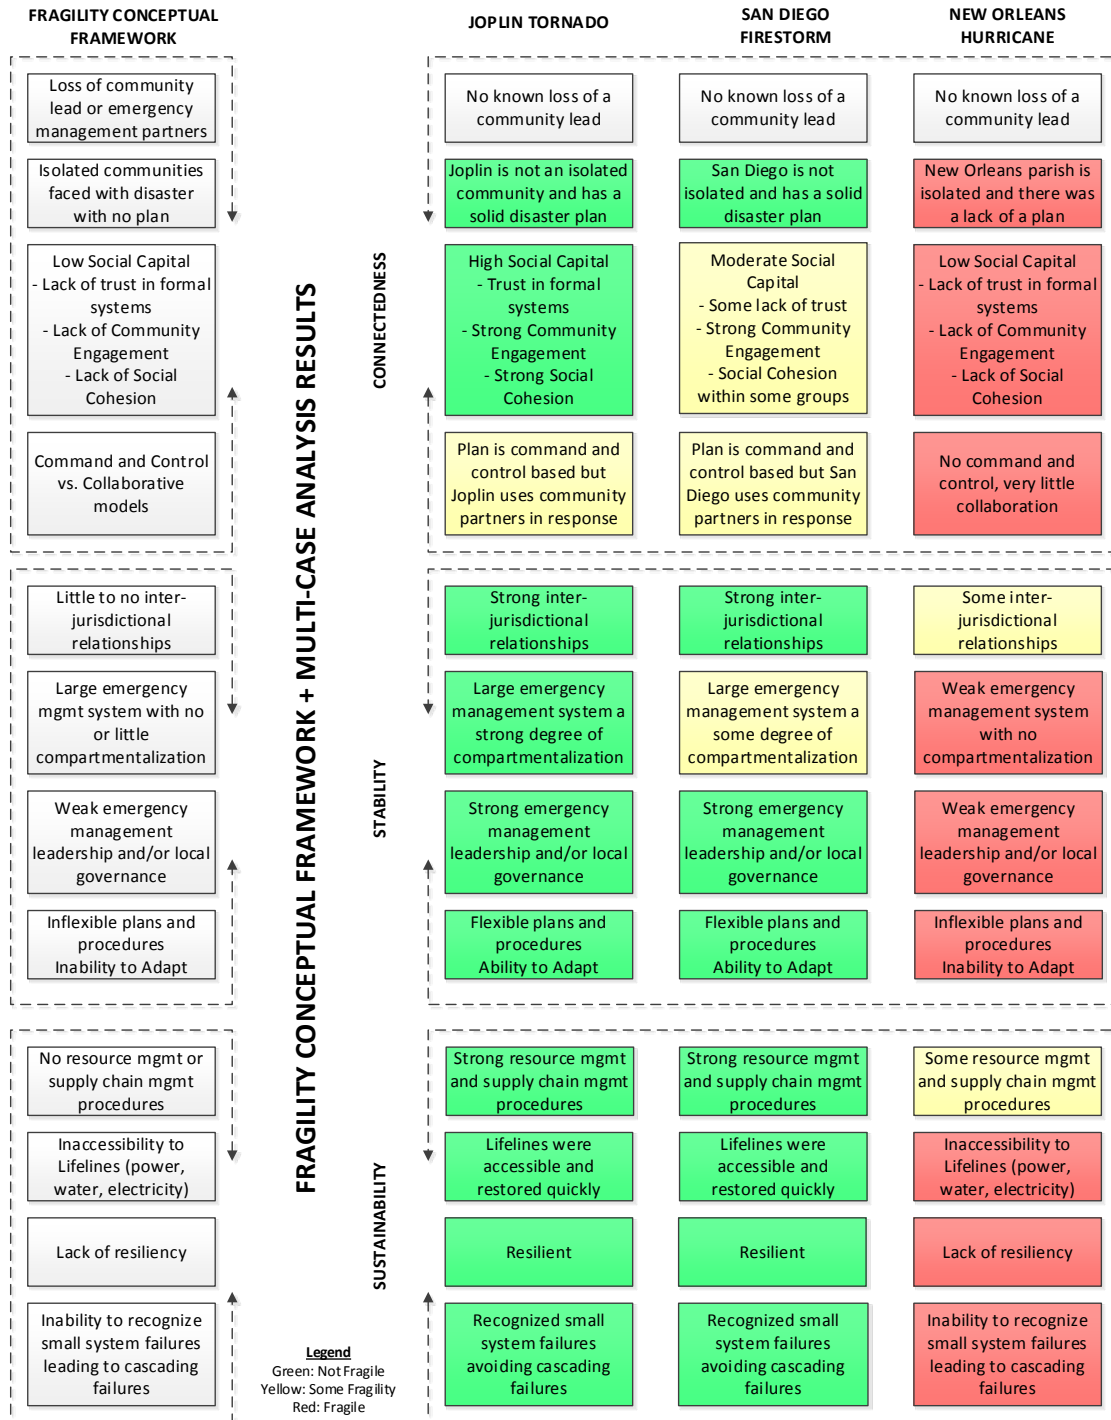 FRAGILITY CONCEPTUAL
FRAMEWORK
JOPLIN TORNADO
SAN DIEGO
FIRESTORM
NEW ORLEANS
HURRICANE
FRAGILITY CONCEPTUAL FRAMEWORK + MULTI-CASE ANALYSIS RESULTS
CONNECTEDNESS
Loss of community
lead or emergency
management partners
No known loss of a
community lead
No known loss of a
community lead
No known loss of a
community lead
Isolated communities
faced with disaster
with no plan
Joplin is not an isolated
community and has a
solid disaster plan
San Diego is not
isolated and has a solid
disaster plan
New Orleans parish is
isolated and there was
a lack of a plan
Low Social Capital
- Lack of trust in formal
systems
- Lack of Community
Engagement
- Lack of Social
Cohesion
High Social Capital
- Trust in formal
systems
- Strong Community
Engagement
- Strong Social
Cohesion
Moderate Social
Capital
- Some lack of trust
- Strong Community
Engagement
- Social Cohesion
within some groups
Low Social Capital
- Lack of trust in formal
systems
- Lack of Community
Engagement
- Lack of Social
Cohesion
Command and Control
vs. Collaborative
models
Plan is command and
control based but
Joplin uses community
partners in response
Plan is command and
control based but San
Diego uses community
partners in response
No command and
control, very little
collaboration
STABILITY
Little to no inter-
jurisdictional
relationships
Strong inter-
jurisdictional
relationships
Strong inter-
jurisdictional
relationships
Some inter-
jurisdictional
relationships
Large emergency
mgmt system with no
or little
compartmentalization
Large emergency
management system a
strong degree of
compartmentalization
Large emergency
management system a
some degree of
compartmentalization
Weak emergency
management system
with no
compartmentalization
Weak emergency
management
leadership and/or local
governance
Strong emergency
management
leadership and/or local
governance
Strong emergency
management
leadership and/or local
governance
Weak emergency
management
leadership and/or local
governance
Inflexible plans and
procedures
Inability to Adapt
Flexible plans and
procedures
Ability to Adapt
Flexible plans and
procedures
Ability to Adapt
Inflexible plans and
procedures
Inability to Adapt
SUSTAINABILITY
No resource mgmt or
supply chain mgmt
procedures
Strong resource mgmt
and supply chain mgmt
procedures
Strong resource mgmt
and supply chain mgmt
procedures
Some resource mgmt
and supply chain mgmt
procedures
Inaccessibility to
Lifelines (power,
water, electricity)
Lifelines were
accessible and
restored quickly
Lifelines were
accessible and
restored quickly
Inaccessibility to
Lifelines (power,
water, electricity)
Lack of resiliency
Resilient
Resilient
Lack of resiliency
Inability to recognize
small system failures
leading to cascading
failures
Recognized small
system failures
avoiding cascading
failures
Recognized small
system failures
avoiding cascading
failures
Inability to recognize
small system failures
leading to cascading
failures
Legend
Green: Not Fragile
Yellow: Some Fragility
Red: Fragile